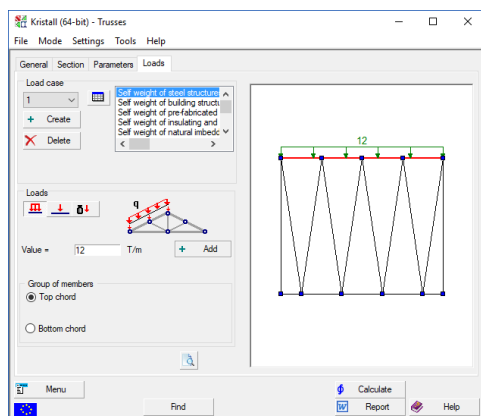 Kristall (64-bit) - Trusses
File Mode Settings Tools Help
General Section Parameters Loads
Load case
1
Create
Delete
Self weight of steel structures
Self weight of building structu
Self weight of pre-fabricated
Self weight of insulating and
Self weight of natural imbedd
12
Loads
q
Value = 12 T/m Add
Group of members
Top chord
Bottom chord
Menu
Calculate
Find
W Report
Help